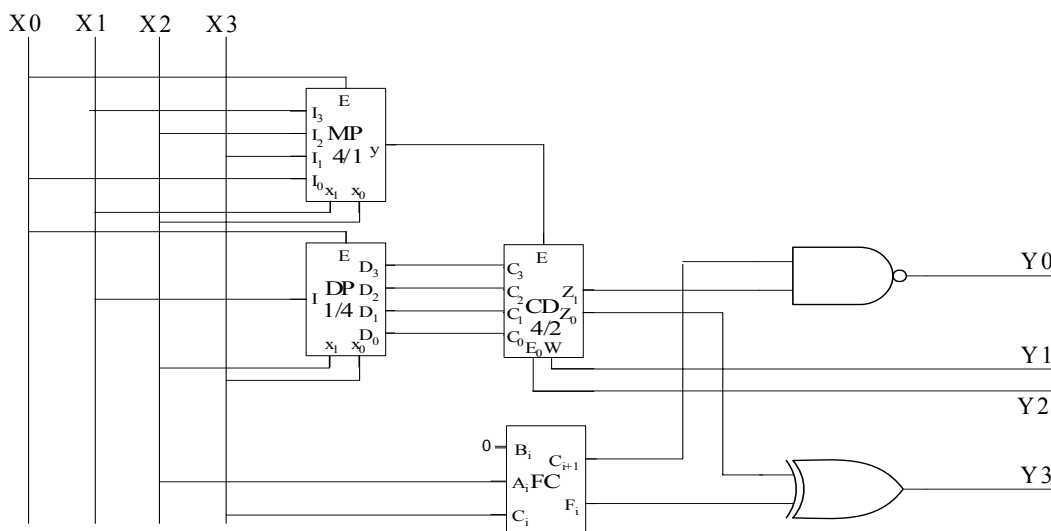 X0 X1 X2 X3
E
I₃
I₂ MP
4/1 y
I₁
I₀
x₁ x₀
E
D₃
DP D₂
I 1/4
D₁
D₀
x₁ x₀
E
C₃
C₂ Z₁
C₁ CD Z₀
C₀ 4/2
E₀ W
0 Bᵢ
Cᵢ₊₁
Aᵢ FC
Fᵢ
Cᵢ
Y0
Y1
Y2
Y3